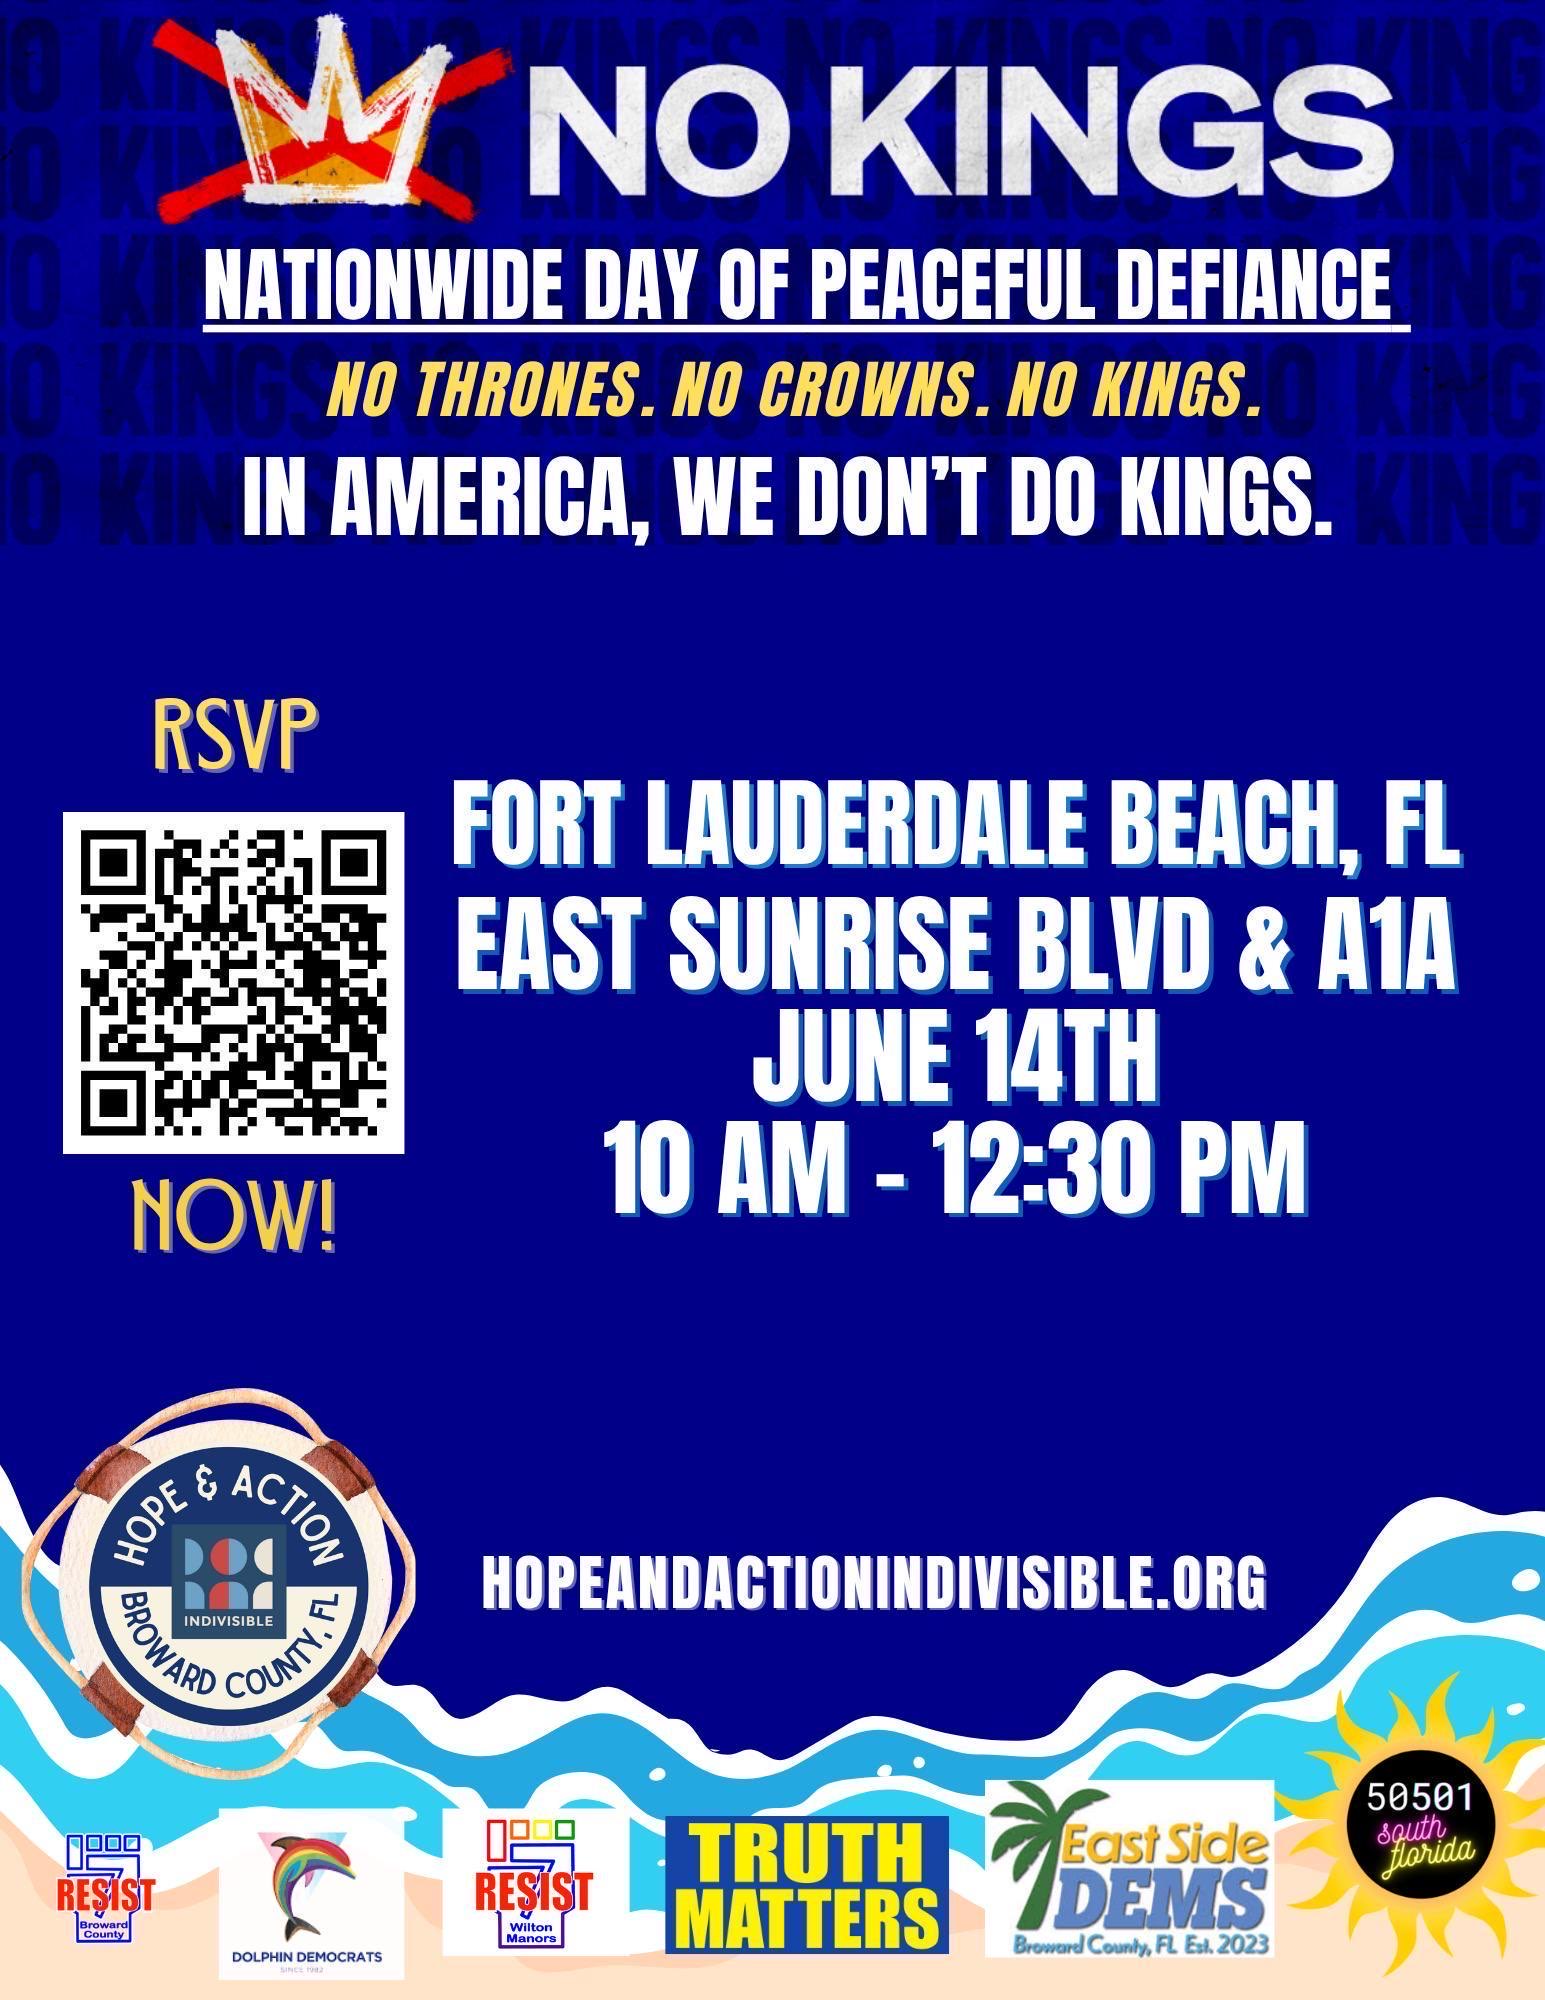 NO KINGS
NATIONWIDE DAY OF PEACEFUL DEFIANCE
NO THRONES. NO CROWNS. NO KINGS.
IN AMERICA, WE DON'T DO KINGS.
RSVP
NOW!
FORT LAUDERDALE BEACH, FL
EAST SUNRISE BLVD & A1A
JUNE 14TH
10 AM - 12:30 PM
HOPE & ACTION
INDIVISIBLE
BROWARD COUNTY, FL
HOPEANDACTIONINDIVISIBLE.ORG
RESIST
Broward
County
DOLPHIN DEMOCRATS
SINCE 1982
RESIST
Wilton
Manors
TRUTH
MATTERS
East Side
DEMS
Broward County, FL Est. 2023
50501
south
florida